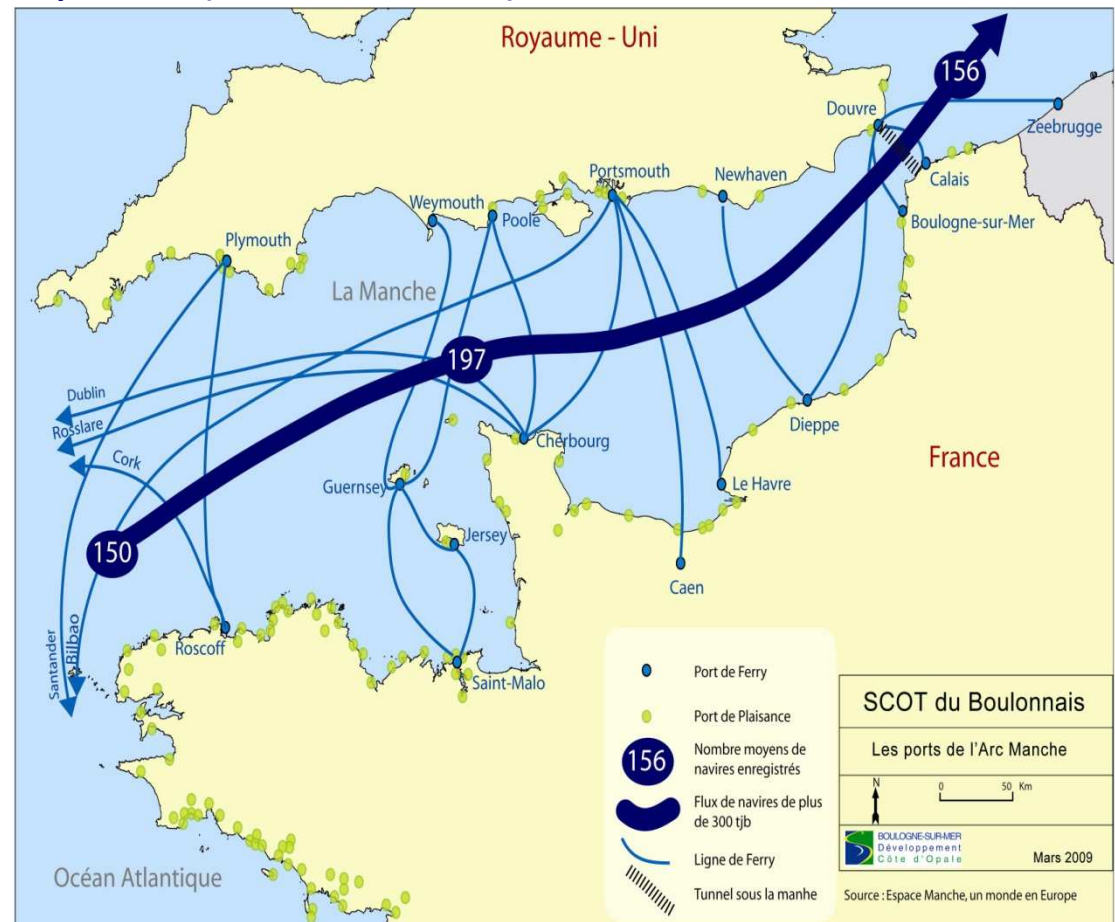 Royaume - Uni
156
Douvre
Zeebrugge
Calais
Portsmouth
Newhaven
Weymouth
Poole
Boulogne-sur-Mer
Plymouth
La Manche
197
Dublin
Rosslare
Cork
Cherbourg
Dieppe
France
Guernsey
Le Havre
Jersey
150
Caen
Santander
Bilbao
Roscoff
Saint-Malo
Océan Atlantique
Port de Ferry
Port de Plaisance
156
Nombre moyens de
navires enregistrés
Flux de navires de plus
de 300 tjb
Ligne de Ferry
Tunnel sous la manhe
SCOT du Boulonnais
Les ports de l'Arc Manche
N
0 50 Km
BOULOGNE-SUR-MER
Développement
Côte d'Opale
Mars 2009
Source : Espace Manche, un monde en Europe